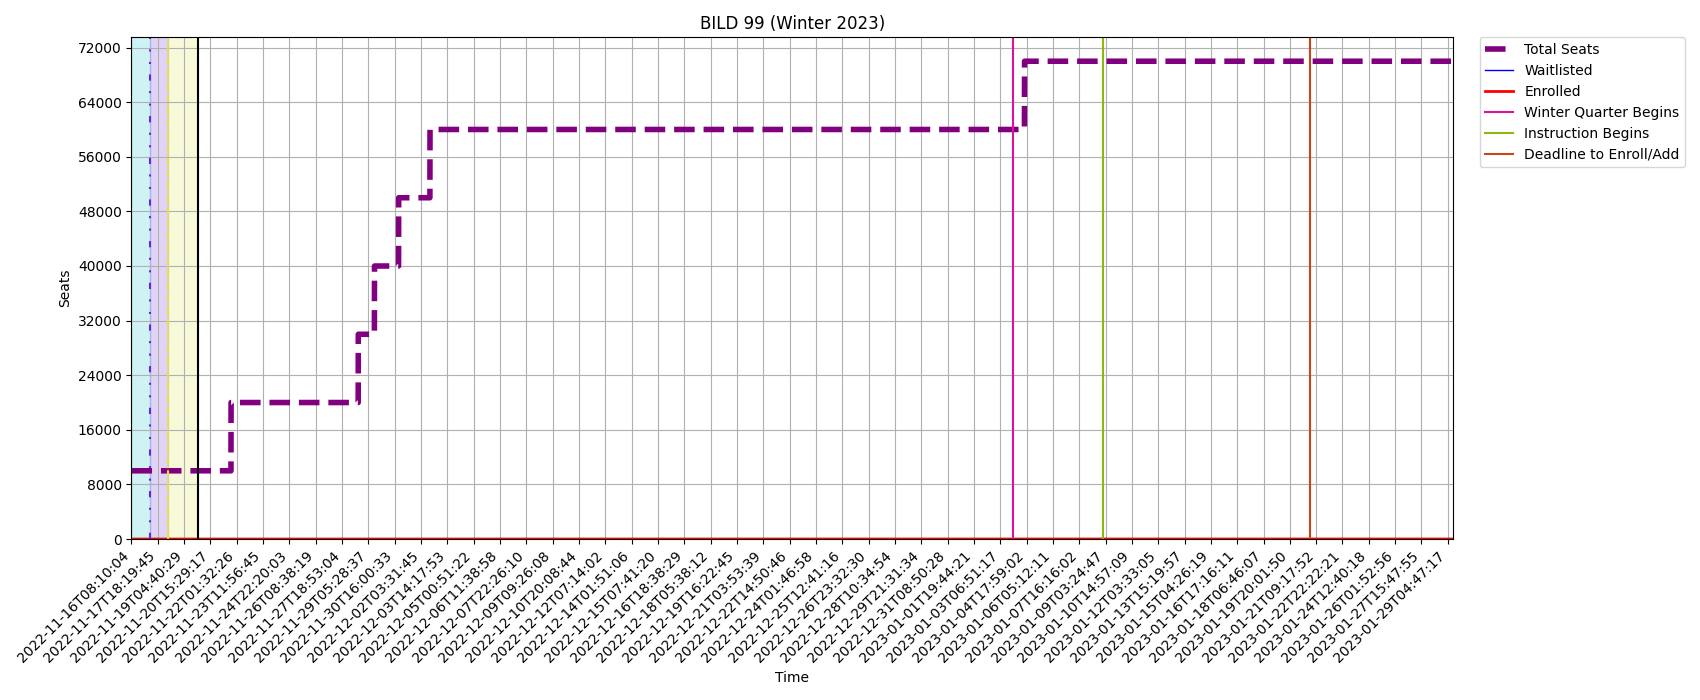 BILD 99 (Winter 2023)
72000
64000
56000
48000
40000
32000
24000
16000
8000
0
Seats
Total Seats
Waitlisted
Enrolled
Winter Quarter Begins
Instruction Begins
Deadline to Enroll/Add
2022-11-16T08:10:04
2022-11-17T18:19:45
2022-11-19T04:40:29
2022-11-20T15:29:17
2022-11-22T01:32:26
2022-11-23T11:56:45
2022-11-24T22:20:03
2022-11-26T08:38:19
2022-11-27T18:53:04
2022-11-29T05:28:37
2022-11-30T16:00:33
2022-12-02T03:31:45
2022-12-03T14:17:53
2022-12-05T00:51:22
2022-12-06T11:38:58
2022-12-07T22:26:10
2022-12-09T09:26:08
2022-12-10T20:08:44
2022-12-12T07:14:02
2022-12-14T01:51:06
2022-12-15T07:41:20
2022-12-16T18:38:29
2022-12-18T05:38:12
2022-12-19T16:22:45
2022-12-21T03:53:39
2022-12-22T14:50:46
2022-12-24T01:46:58
2022-12-25T12:41:16
2022-12-26T23:32:30
2022-12-28T10:34:54
2022-12-29T21:31:34
2022-12-31T08:50:28
2023-01-01T19:44:21
2023-01-03T06:51:17
2023-01-04T17:59:02
2023-01-06T05:12:11
2023-01-07T16:16:02
2023-01-09T03:24:47
2023-01-10T14:57:09
2023-01-12T03:33:05
2023-01-13T15:19:57
2023-01-15T04:26:19
2023-01-16T17:16:11
2023-01-18T06:46:07
2023-01-19T20:01:50
2023-01-21T09:17:52
2023-01-22T22:22:21
2023-01-24T12:40:18
2023-01-26T01:52:56
2023-01-27T15:47:55
2023-01-29T04:47:17
Time